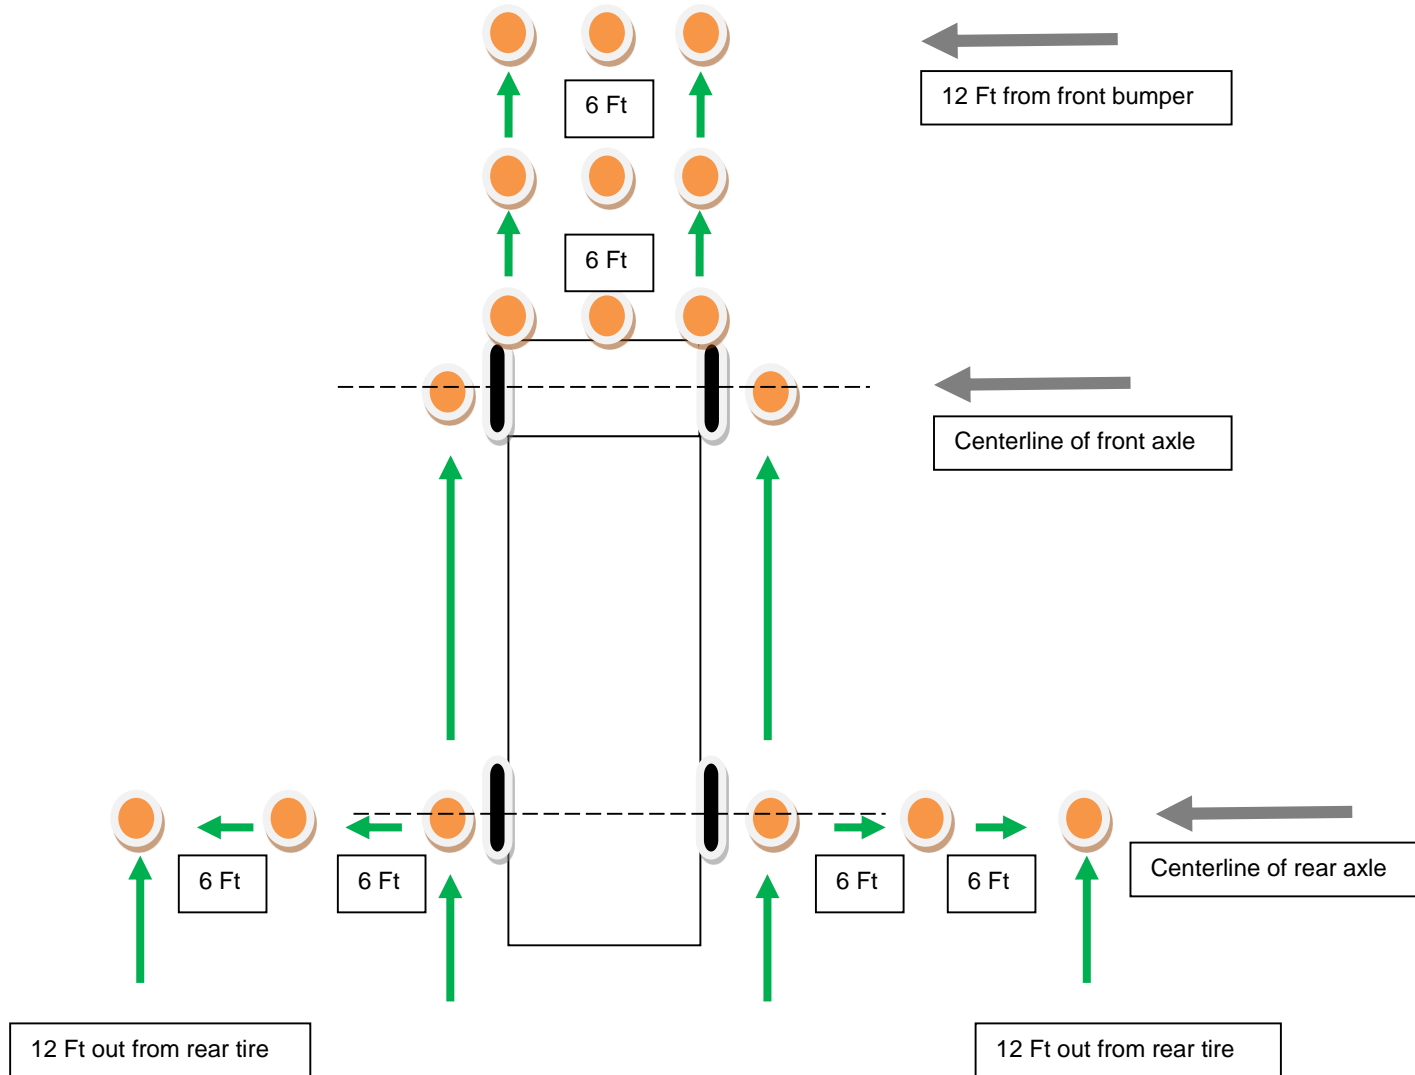 6 Ft
12 Ft from front bumper
6 Ft
Centerline of front axle
6 Ft
6 Ft
6 Ft
6 Ft
Centerline of rear axle
12 Ft out from rear tire
12 Ft out from rear tire